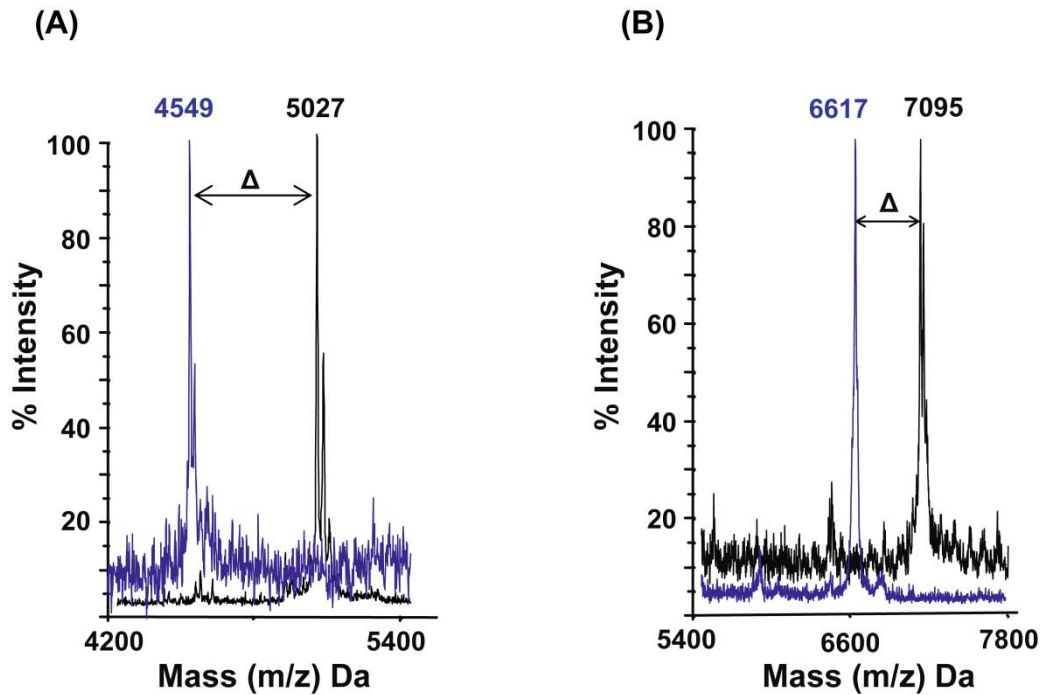 (A)
4549 5027
Δ
100
80
60
40
20
% Intensity
4200 5400
Mass (m/z) Da
(B)
6617 7095
Δ
100
80
60
40
20
% Intensity
5400 6600 7800
Mass (m/z) Da